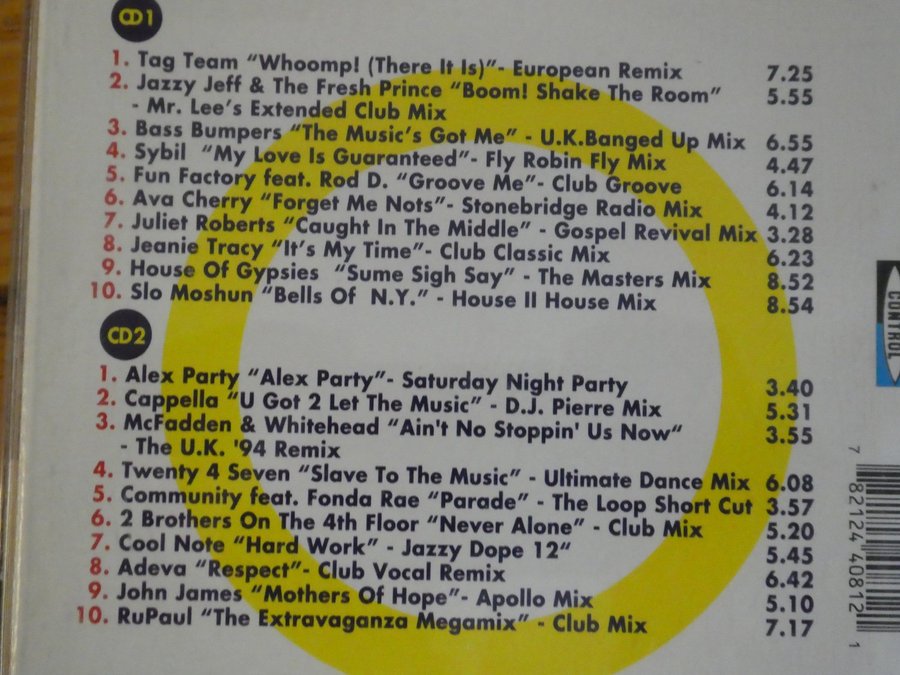 CD1
1. Tag Team “Whoomp! (There It Is)”- European Remix 7.25
2. Jazzy Jeff & The Fresh Prince “Boom! Shake The Room” 5.55
- Mr. Lee’s Extended Club Mix
3. Bass Bumpers “The Music’s Got Me” - U.K.Banged Up Mix 6.55
4. Sybil “My Love Is Guaranteed”- Fly Robin Fly Mix 4.47
5. Fun Factory feat. Rod D. “Groove Me”- Club Groove 6.14
6. Ava Cherry “Forget Me Nots”- Stonebridge Radio Mix 4.12
7. Juliet Roberts “Caught In The Middle” - Gospel Revival Mix 3.28
8. Jeanie Tracy “It’s My Time”- Club Classic Mix 6.23
9. House Of Gypsies “Sume Sigh Say” - The Masters Mix 8.52
10. Slo Moshun “Bells Of N.Y.” - House II House Mix 8.54
CD2
1. Alex Party “Alex Party”- Saturday Night Party 3.40
2. Cappella “U Got 2 Let The Music” - D.J. Pierre Mix 5.31
3. McFadden & Whitehead “Ain't No Stoppin' Us Now“ 3.55
- The U.K. '94 Remix
4. Twenty 4 Seven “Slave To The Music” - Ultimate Dance Mix 6.08
5. Community feat. Fonda Rae “Parade” - The Loop Short Cut 3.57
6. 2 Brothers On The 4th Floor “Never Alone” - Club Mix 5.20
7. Cool Note “Hard Work” - Jazzy Dope 12“ 5.45
8. Adeva “Respect”- Club Vocal Remix 6.42
9. John James “Mothers Of Hope”- Apollo Mix 5.10
10. RuPaul “The Extravaganza Megamix” - Club Mix 7.17
CONTROL
7 82124 40812 1